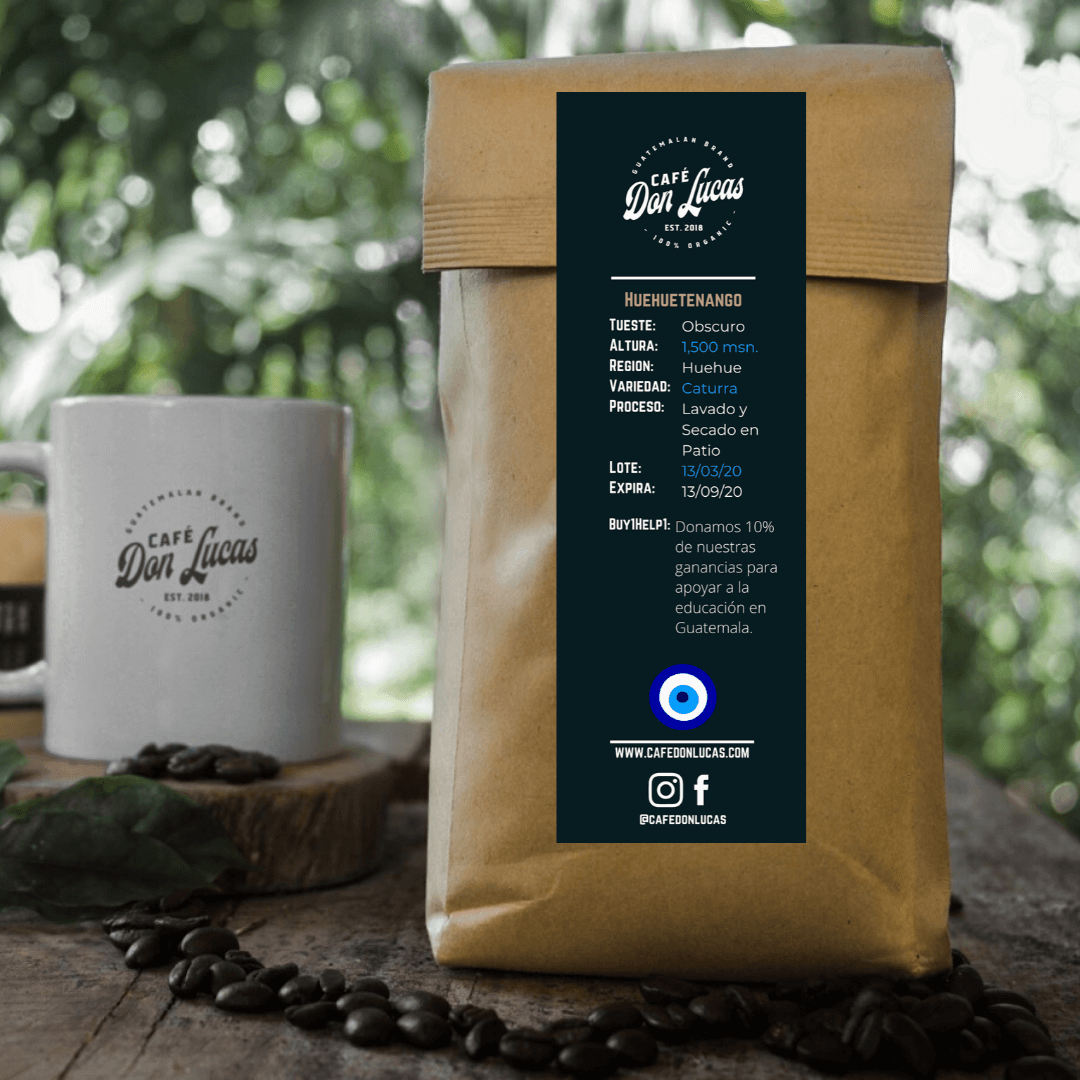 GUATEMALAN BRAND
CAFÉ
Don Lucas
EST. 2018
- 100% ORGANIC -
HUEHUETENANGO
TUESTE: Obscuro
ALTURA: 1,500 msn.
REGION: Huehue
VARIEDAD: Caturra
PROCESO: Lavado y
Secado en
Patio
LOTE: 13/03/20
EXPIRA: 13/09/20
BUY1HELP1: Donamos 10%
de nuestras
ganancias para
apoyar a la
educación en
Guatemala.
WWW.CAFEDONLUCAS.COM
@CAFEDONLUCAS
GUATEMALAN BRAND
CAFÉ
Don Lucas
EST. 2018
- 100% ORGANIC -